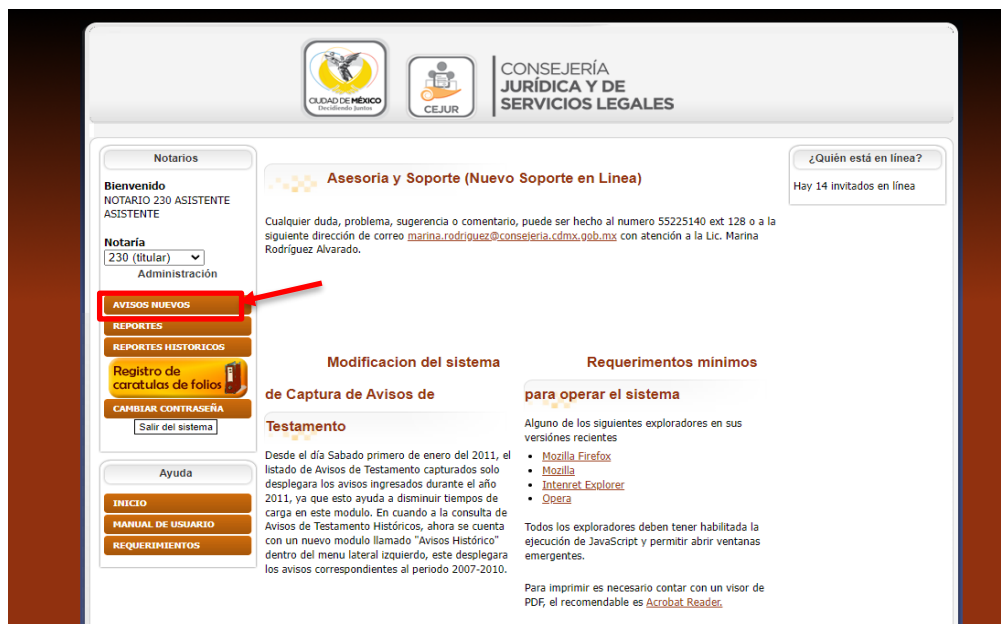 CIUDAD DE MÉXICO
Decidiendo Juntos
CEJUR
CONSEJERÍA
JURÍDICA Y DE
SERVICIOS LEGALES
Notarios
Bienvenido
NOTARIO 230 ASISTENTE
ASISTENTE
Notaría
230 (titular)
Administración
AVISOS NUEVOS
REPORTES
REPORTES HISTORICOS
Registro de
caratulas de folios
CAMBIAR CONTRASEÑA
Salir del sistema
Ayuda
INICIO
MANUAL DE USUARIO
REQUERIMIENTOS
Asesoria y Soporte (Nuevo Soporte en Linea)
Cualquier duda, problema, sugerencia o comentario, puede ser hecho al numero 55225140 ext 128 o a la
siguiente dirección de correo marina.rodriguez@consejeria.cdmx.gob.mx con atención a la Lic. Marina
Rodríguez Alvarado.
Modificacion del sistema
de Captura de Avisos de
Testamento
Desde el día Sabado primero de enero del 2011, el
listado de Avisos de Testamento capturados solo
desplegara los avisos ingresados durante el año
2011, ya que esto ayuda a disminuir tiempos de
carga en este modulo. En cuando a la consulta de
Avisos de Testamento Históricos, ahora se cuenta
con un nuevo modulo llamado "Avisos Histórico"
dentro del menu lateral izquierdo, este desplegara
los avisos correspondientes al periodo 2007-2010.
Requerimentos mínimos
para operar el sistema
Alguno de los siguientes exploradores en sus
versiónes recientes
Mozilla Firefox
Mozilla
Intenret Explorer
Opera
Todos los exploradores deben tener habilitada la
ejecución de JavaScript y permitir abrir ventanas
emergentes.
Para imprimir es necesario contar con un visor de
PDF, el recomendable es Acrobat Reader.
¿Quién está en línea?
Hay 14 invitados en línea